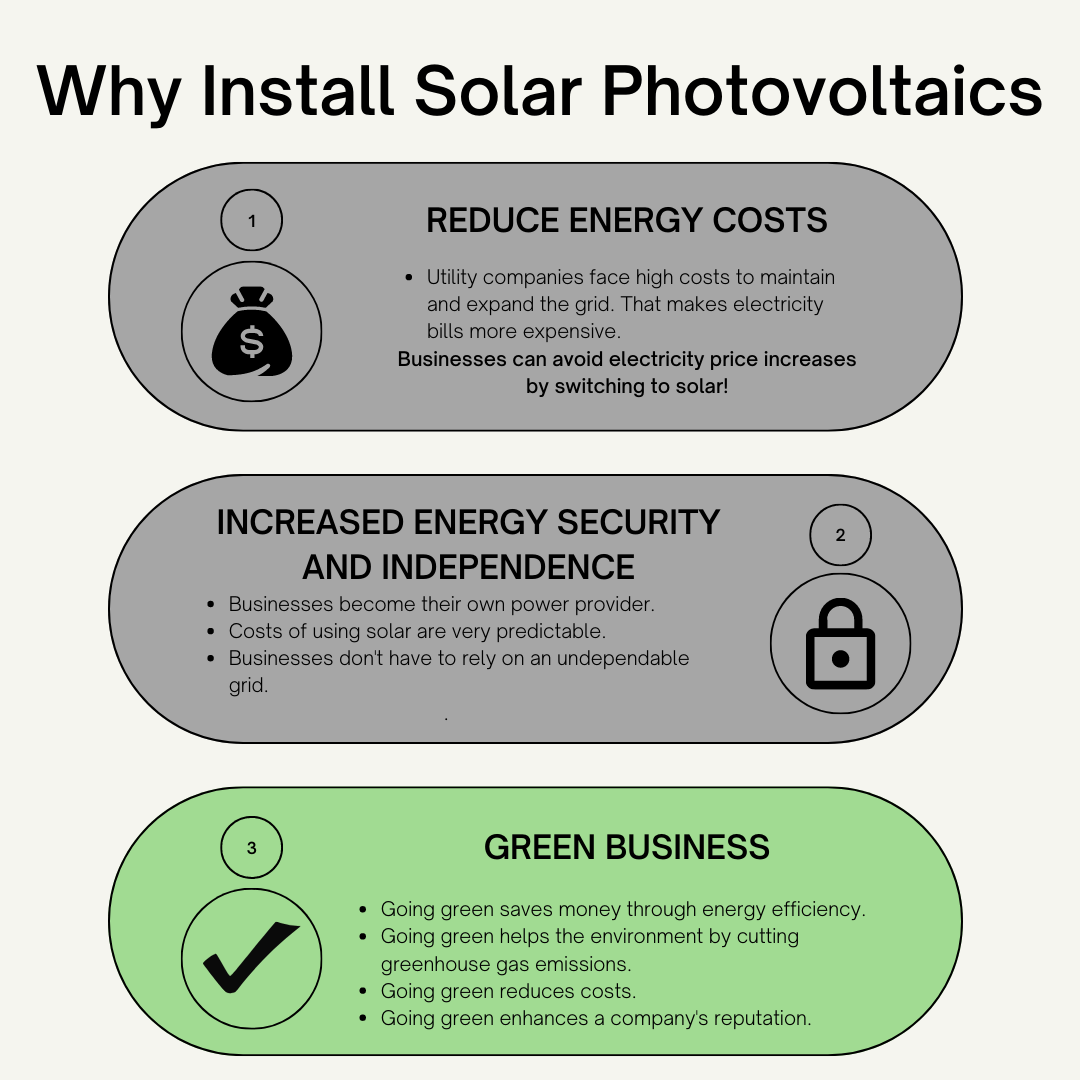 Why Install Solar Photovoltaics
1
REDUCE ENERGY COSTS
$
• Utility companies face high costs to maintain
and expand the grid. That makes electricity
bills more expensive.
Businesses can avoid electricity price increases
by switching to solar!
INCREASED ENERGY SECURITY
AND INDEPENDENCE
2
• Businesses become their own power provider.
• Costs of using solar are very predictable.
• Businesses don't have to rely on an undependable
grid.
.
3
GREEN BUSINESS
• Going green saves money through energy efficiency.
• Going green helps the environment by cutting
greenhouse gas emissions.
• Going green reduces costs.
• Going green enhances a company's reputation.